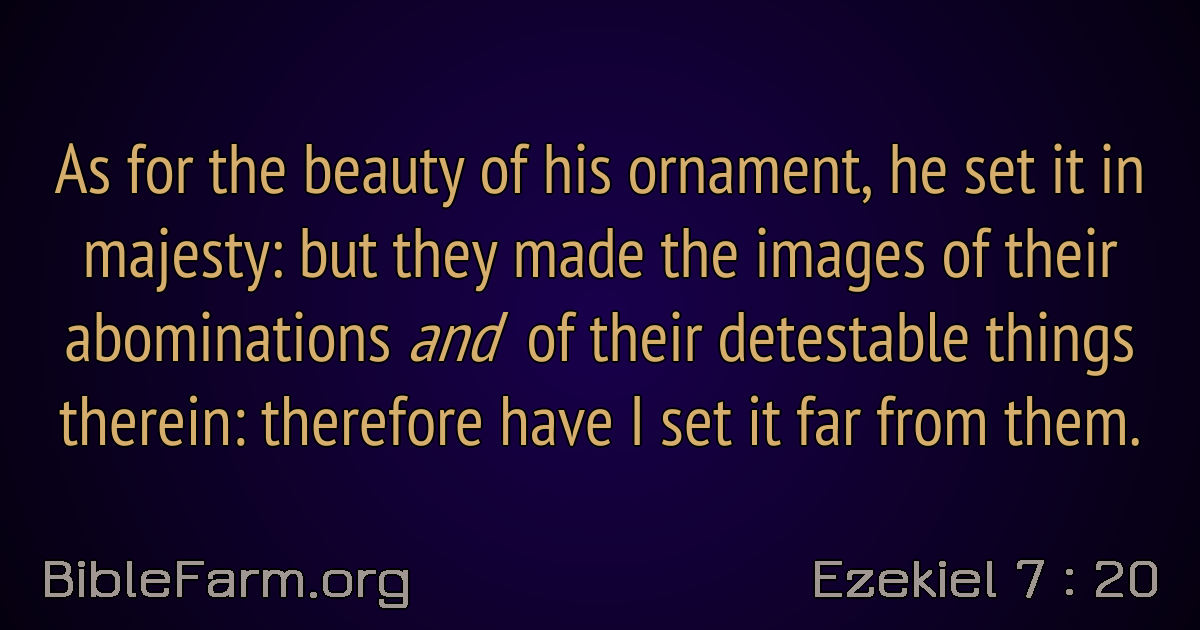 As for the beauty of his ornament, he set it in
majesty: but they made the images of their
abominations and of their detestable things
therein: therefore have I set it far from them.
BibleFarm.org
Ezekiel 7 : 20